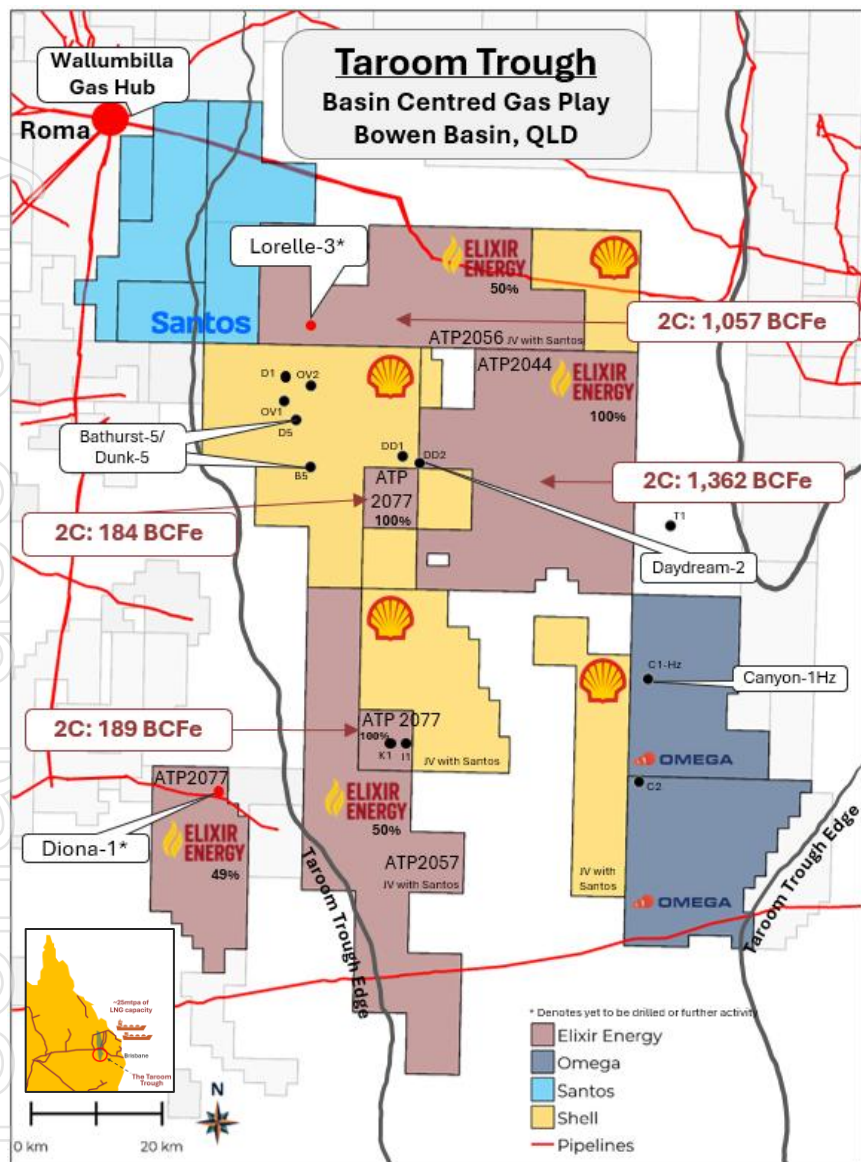 Taroom Trough
Basin Centred Gas Play
Bowen Basin, QLD
Wallumbilla
Gas Hub
Roma
Lorelle-3*
ELIXIR
ENERGY
50%
Santos
ATP2056 JV with Santos
2C: 1,057 BCFe
ATP2044
ELIXIR
ENERGY
100%
D1
OV2
OV1
D5
Bathurst-5/
Dunk-5
B5
DD1
DD2
ATP
2077
100%
2C: 1,362 BCFe
2C: 184 BCFe
T1
Daydream-2
C1-Hz
Canyon-1Hz
2C: 189 BCFe
ATP 2077
100%
K1
I1
JV with Santos
OMEGA
ATP2077
C2
ELIXIR
ENERGY
50%
Diona-1*
ELIXIR
ENERGY
49%
ATP2057
JV with Santos
JV with
Santos
OMEGA
Taroom Trough Edge
Taroom Trough Edge
~25mtpa of
LNG capacity
Brisbane
The Taroom
Trough
* Denotes yet to be drilled or further activity
Elixir Energy
Omega
Santos
Shell
Pipelines
N
0 km
20 km